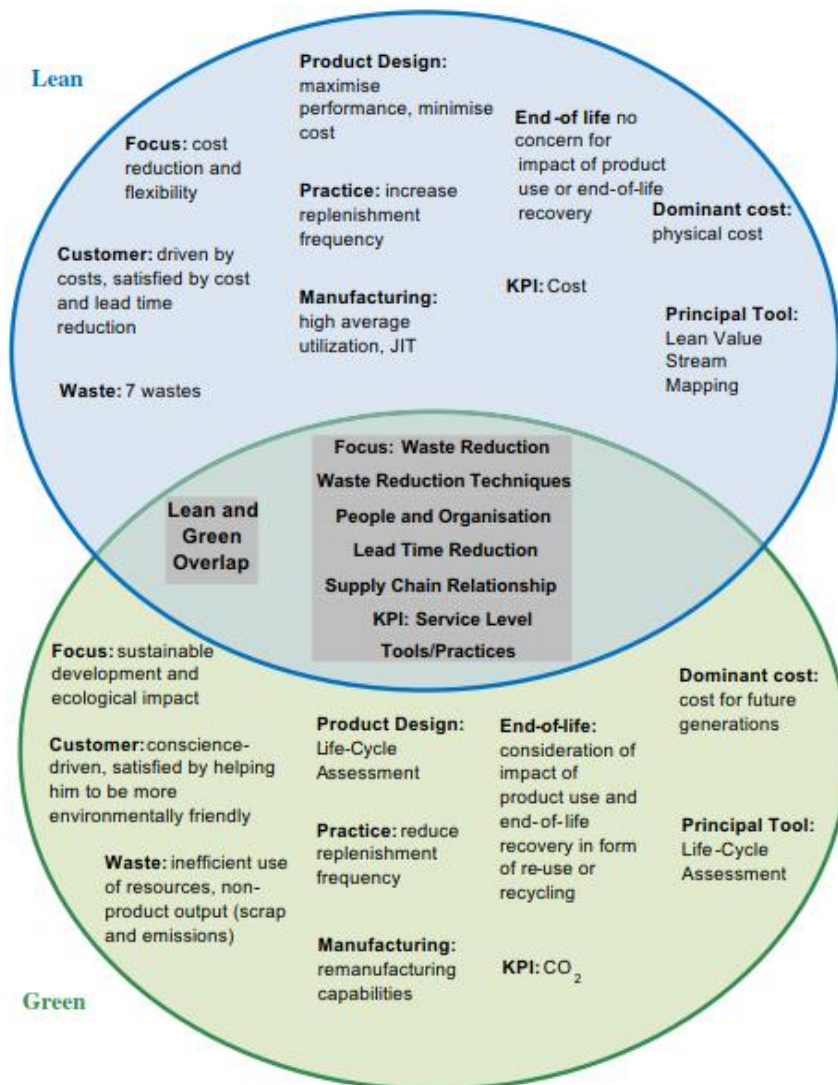 Lean
Product Design:
maximise
performance, minimise
cost
Focus: cost
reduction and
flexibility
End -of life no
concern for
impact of product
use or end-of-life
recovery
Practice: increase
replenishment
frequency
Dominant cost:
physical cost
Customer: driven by
costs, satisfied by cost
and lead time
reduction
KPI: Cost
Manufacturing:
high average
utilization, JIT
Principal Tool:
Lean Value
Stream
Mapping
Waste: 7 wastes
Lean and
Green
Overlap
Focus: Waste Reduction
Waste Reduction Techniques
People and Organisation
Lead Time Reduction
Supply Chain Relationship
KPI: Service Level
Tools/Practices
Focus: sustainable
development and
ecological impact
Dominant cost:
cost for future
generations
Product Design:
Life-Cycle
Assessment
End-of-life:
consideration of
impact of
product use and
end-of-life
recovery in form
of re-use or
recycling
Customer: conscience-
driven, satisfied by helping
him to be more
environmentally friendly
Practice: reduce
replenishment
frequency
Principal Tool:
Life -Cycle
Assessment
Waste: inefficient use
of resources, non-
product output (scrap
and emissions)
Manufacturing:
remanufacturing
capabilities
KPI: CO2
Green